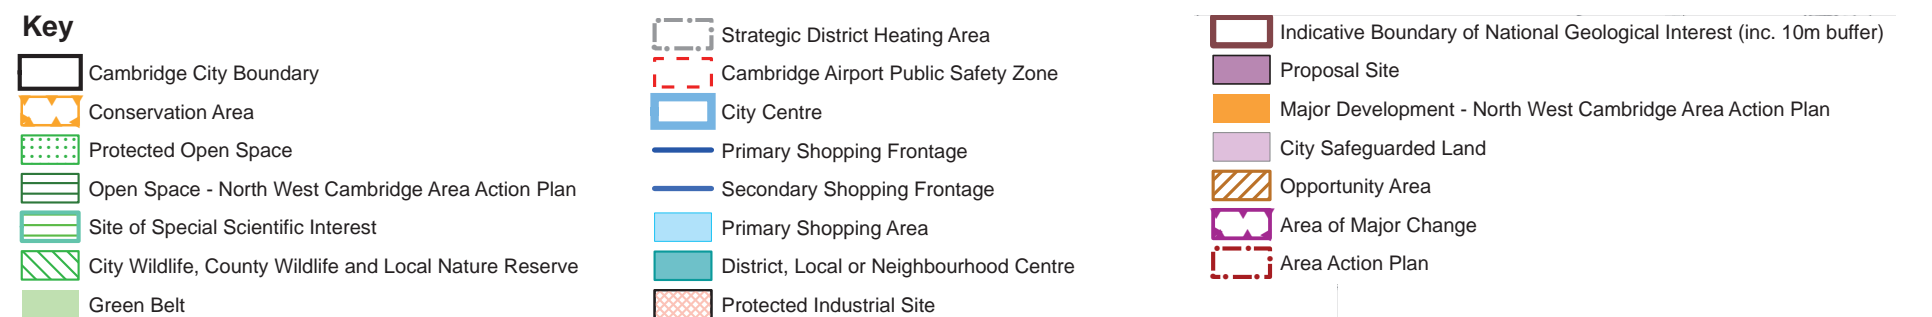 Key
Cambridge City Boundary
Conservation Area
Protected Open Space
Open Space - North West Cambridge Area Action Plan
Site of Special Scientific Interest
City Wildlife, County Wildlife and Local Nature Reserve
Green Belt
Strategic District Heating Area
Cambridge Airport Public Safety Zone
City Centre
Primary Shopping Frontage
Secondary Shopping Frontage
Primary Shopping Area
District, Local or Neighbourhood Centre
Protected Industrial Site
Indicative Boundary of National Geological Interest (inc. 10m buffer)
Proposal Site
Major Development - North West Cambridge Area Action Plan
City Safeguarded Land
Opportunity Area
Area of Major Change
Area Action Plan